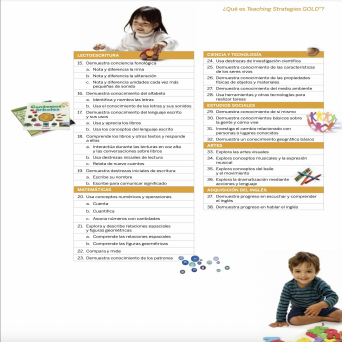 ¿Qué es Teaching Strategies GOLD™?
LECTOESCRITURA
15. Demuestra conciencia fonológica
a. Nota y diferencia la rima
b. Nota y diferencia la aliteración
c. Nota y diferencia unidades cada vez más
pequeñas de sonido
16. Demuestra conocimiento del alfabeto
a. Identifica y nombra las letras
b. Usa el conocimiento de las letras y sus sonidos
17. Demuestra conocimiento del lenguaje escrito
y sus usos
a. Usa y aprecia los libros
b. Usa los conceptos del lenguaje escrito
18. Comprende los libros y otros textos y responde
a ellos
a. Interactúa durante las lecturas en voz alta
y las conversaciones sobre libros
b. Usa destrezas iniciales de lectura
c. Relata de nuevo cuentos
19. Demuestra destrezas iniciales de escritura
a. Escribe su nombre
b. Escribe para comunicar significado
MATEMÁTICAS
20. Usa conceptos numéricos y operaciones
a. Cuenta
b. Cuantifica
c. Asocia números con cantidades
21. Explora y describe relaciones espaciales
y figuras geométricas
a. Comprende las relaciones espaciales
b. Comprende las figuras geométricas
22. Compara y mide
23. Demuestra conocimiento de los patrones
CIENCIA Y TECNOLOGÍA
24. Usa destrezas de investigación científica
25. Demuestra conocimiento de las características
de los seres vivos
26. Demuestra conocimiento de las propiedades
físicas de objetos y materiales
27. Demuestra conocimiento del medio ambiente
28. Usa herramientas y otras tecnologías para
realizar tareas
ESTUDIOS SOCIALES
29. Demuestra conocimiento de sí mismo
30. Demuestra conocimientos básicos sobre
la gente y cómo vive
31. Investiga el cambio relacionado con
personas y lugares conocidos
32. Demuestra un conocimiento geográfico básico
ARTES
33. Explora las artes visuales
34. Explora conceptos musicales y la expresión
musical
35. Explora conceptos del baile
y el movimiento
36. Explora la dramatización mediante
acciones y lenguaje
ADQUISICIÓN DEL INGLÉS
37. Demuestra progreso en escuchar y comprender
el inglés
38. Demuestra progreso en hablar el inglés